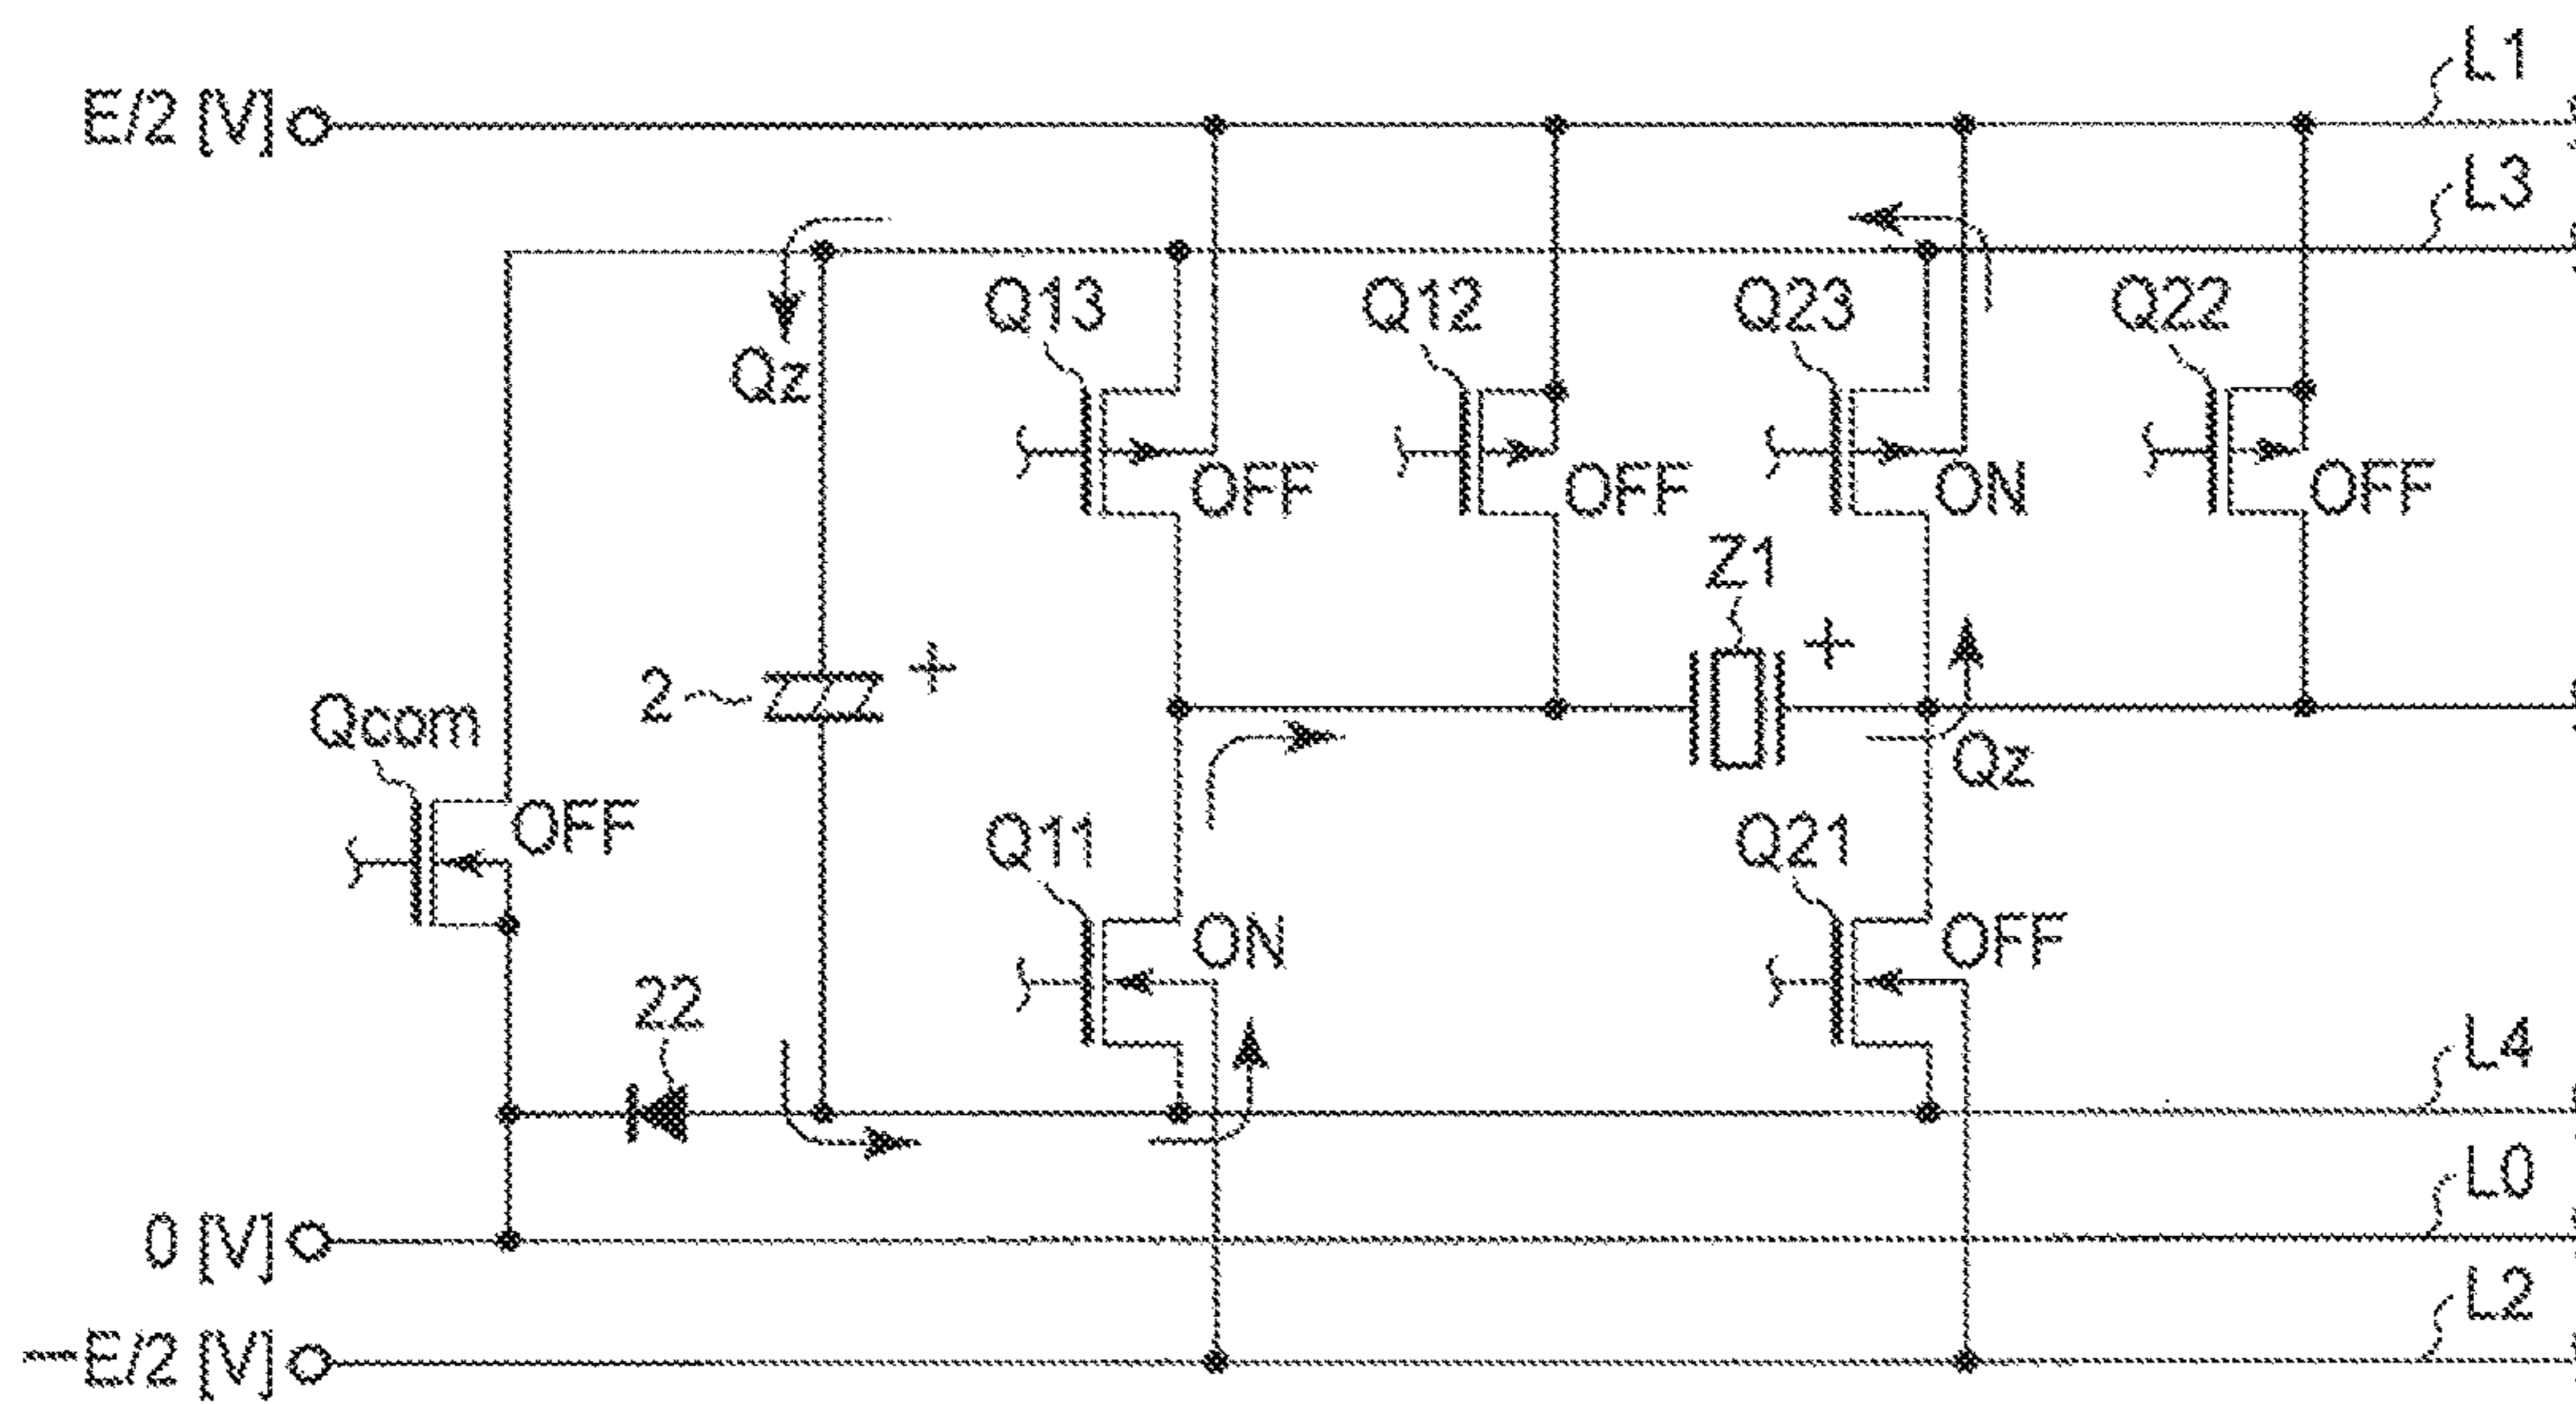 L1
E/2 [V]
L3
Q13
Q12
Q23
Q22
Qz
OFF
OFF
ON
OFF
Z1
+
+
2
Qcom
Qz
OFF
Q11
Q21
ON
OFF
22
L4
L0
0 [V]
L2
—E/2 [V]